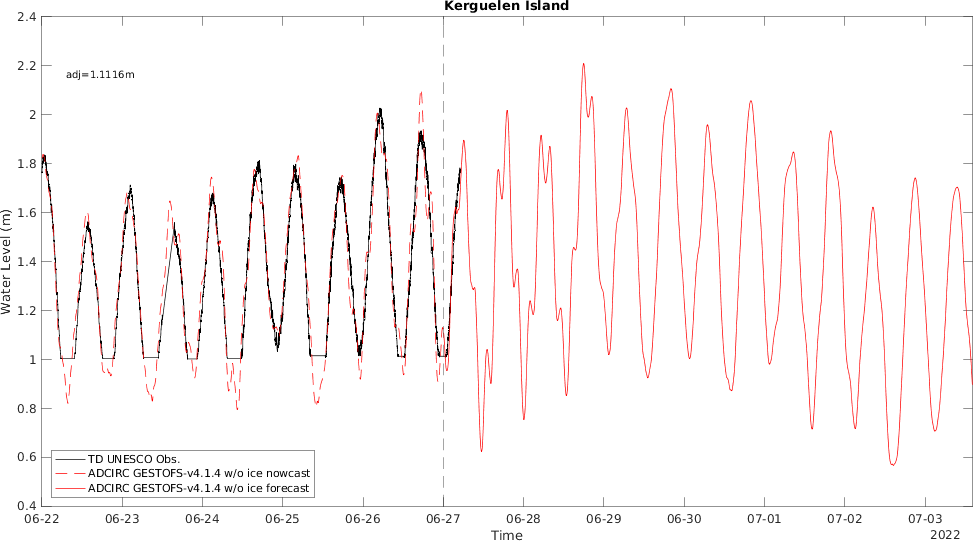 Kerguelen Island
adj=1.1116m
Water Level (m)
2.4
2.2
2
1.8
1.6
1.4
1.2
1
0.8
0.6
0.4
TD UNESCO Obs.
ADCIRC GESTOFS-v4.1.4 w/o ice nowcast
ADCIRC GESTOFS-v4.1.4 w/o ice forecast
06-22 06-23 06-24 06-25 06-26 06-27 06-28 06-29 06-30 07-01 07-02 07-03
Time
2022